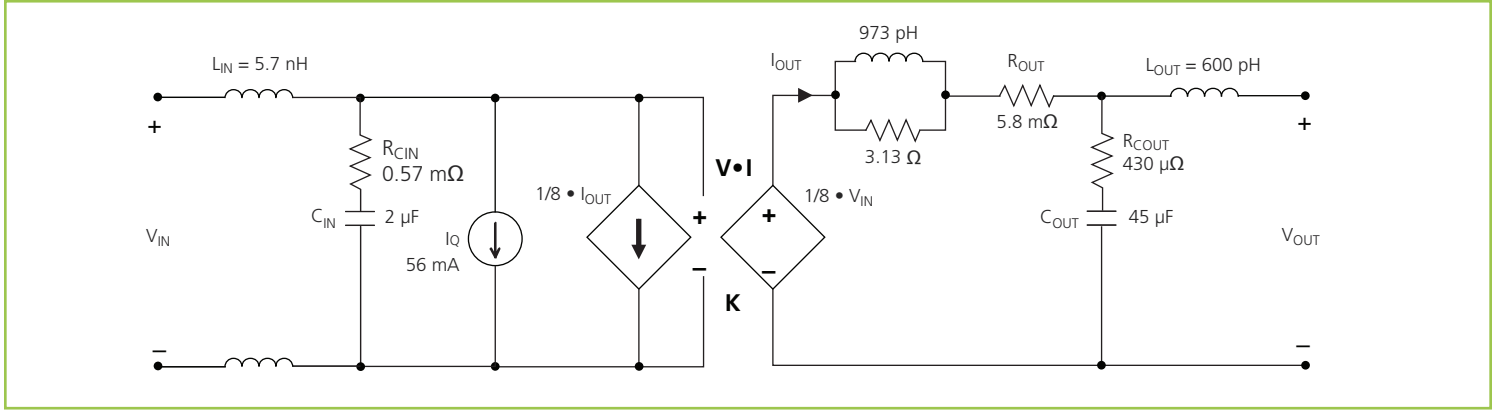 L_IN = 5.7 nH
+
R_CIN
0.57 mΩ
C_IN
2 µF
V_IN
–
I_Q
56 mA
1/8 • I_OUT
V•I
+
–
K
1/8 • V_IN
+
–
I_OUT
973 pH
3.13 Ω
R_OUT
5.8 mΩ
R_COUT
430 µΩ
C_OUT
45 µF
L_OUT = 600 pH
+
V_OUT
–